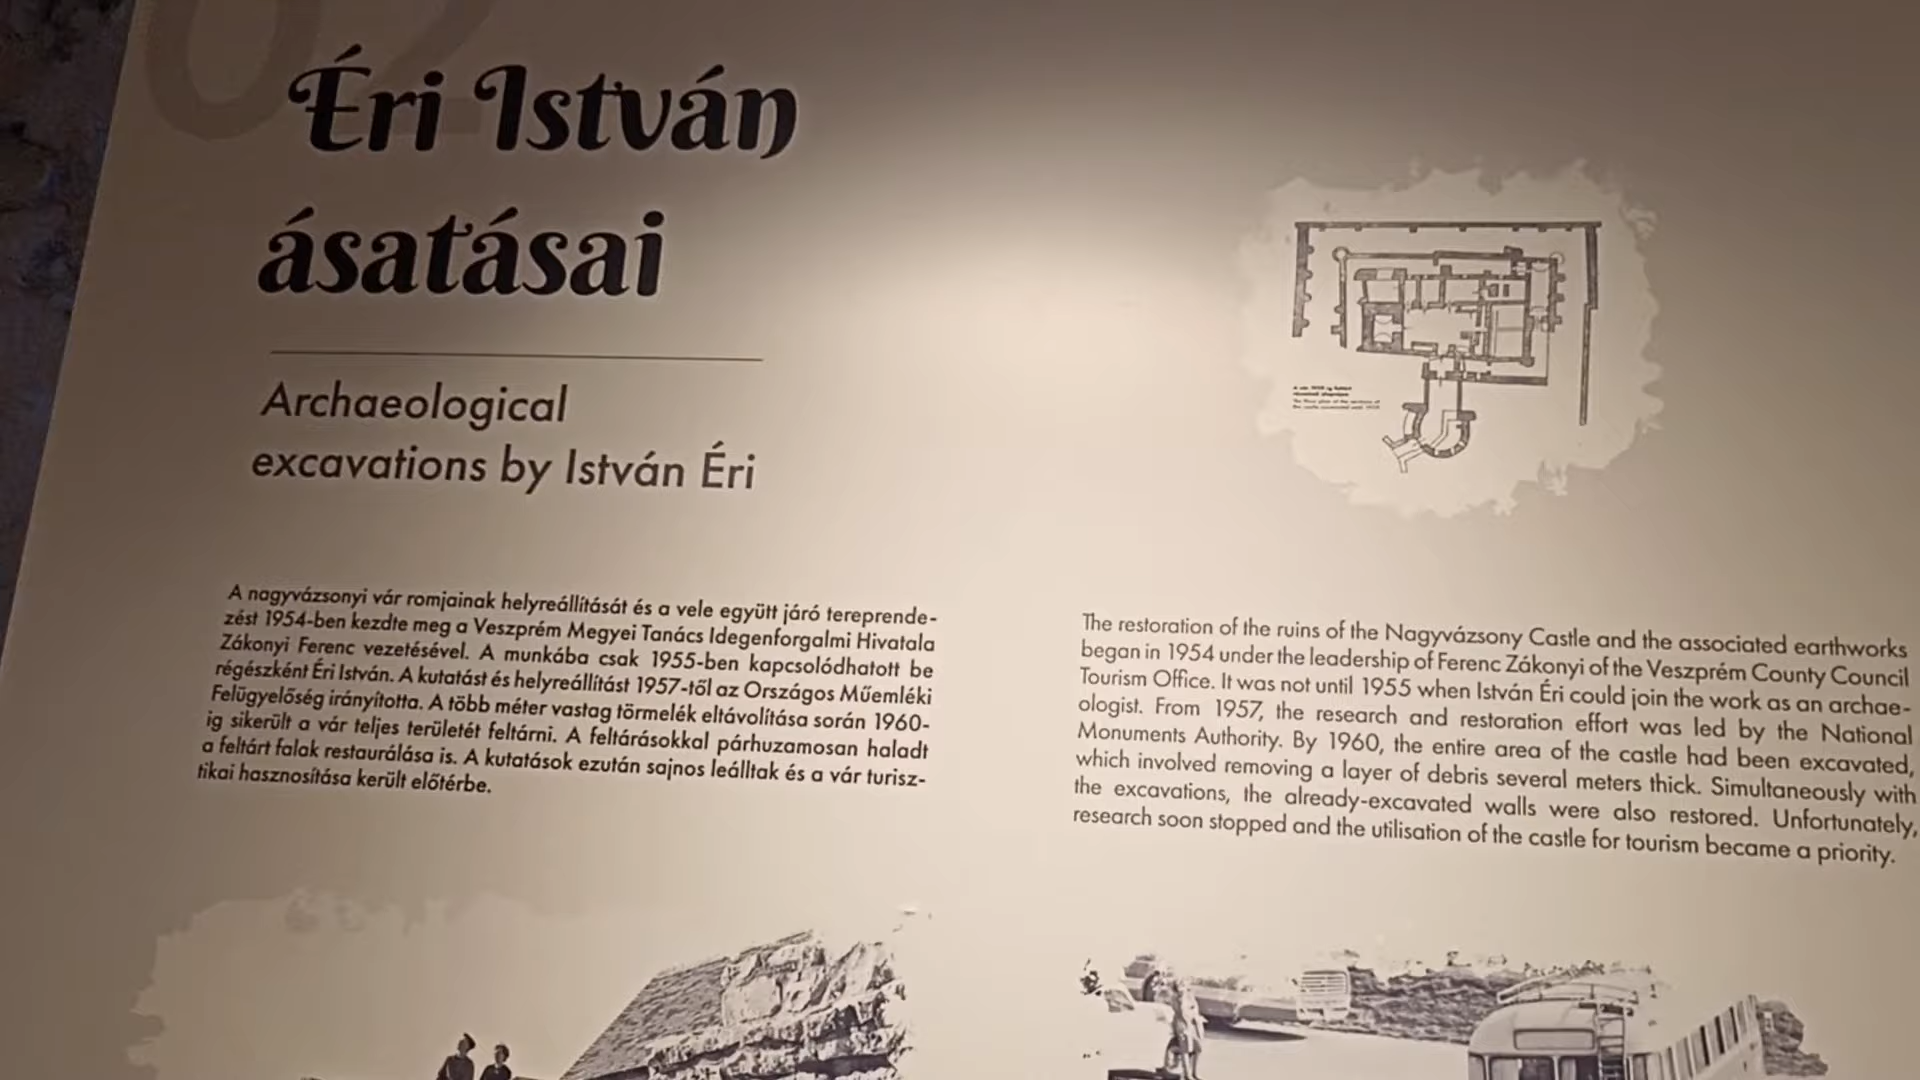 02
Éri István
ásatásai
Archaeological
excavations by István Éri
A nagyvázsonyi vár romjainak helyreállítását és a vele együtt járó tereprende-
zést 1954-ben kezdte meg a Veszprém Megyei Tanács Idegenforgalmi Hivatala
Zákonyi Ferenc vezetésével. A munkába csak 1955-ben kapcsolódhatott be
régészként Éri István. A kutatást és helyreállítást 1957-től az Országos Műemléki
Felügyelőség irányította. A több méter vastag törmelék eltávolítása során 1960-
ig sikerült a vár teljes területét feltárni. A feltárásokkal párhuzamosan haladt
a feltárt falak restaurálása is. A kutatások ezután sajnos leálltak és a vár turisz-
tikai hasznosítása került előtérbe.
The restoration of the ruins of the Nagyvázsony Castle and the associated earthworks
began in 1954 under the leadership of Ferenc Zákonyi of the Veszprém County Council
Tourism Office. It was not until 1955 when István Éri could join the work as an archae-
ologist. From 1957, the research and restoration effort was led by the National
Monuments Authority. By 1960, the entire area of the castle had been excavated,
which involved removing a layer of debris several meters thick. Simultaneously with
the excavations, the already-excavated walls were also restored. Unfortunately,
research soon stopped and the utilisation of the castle for tourism became a priority.